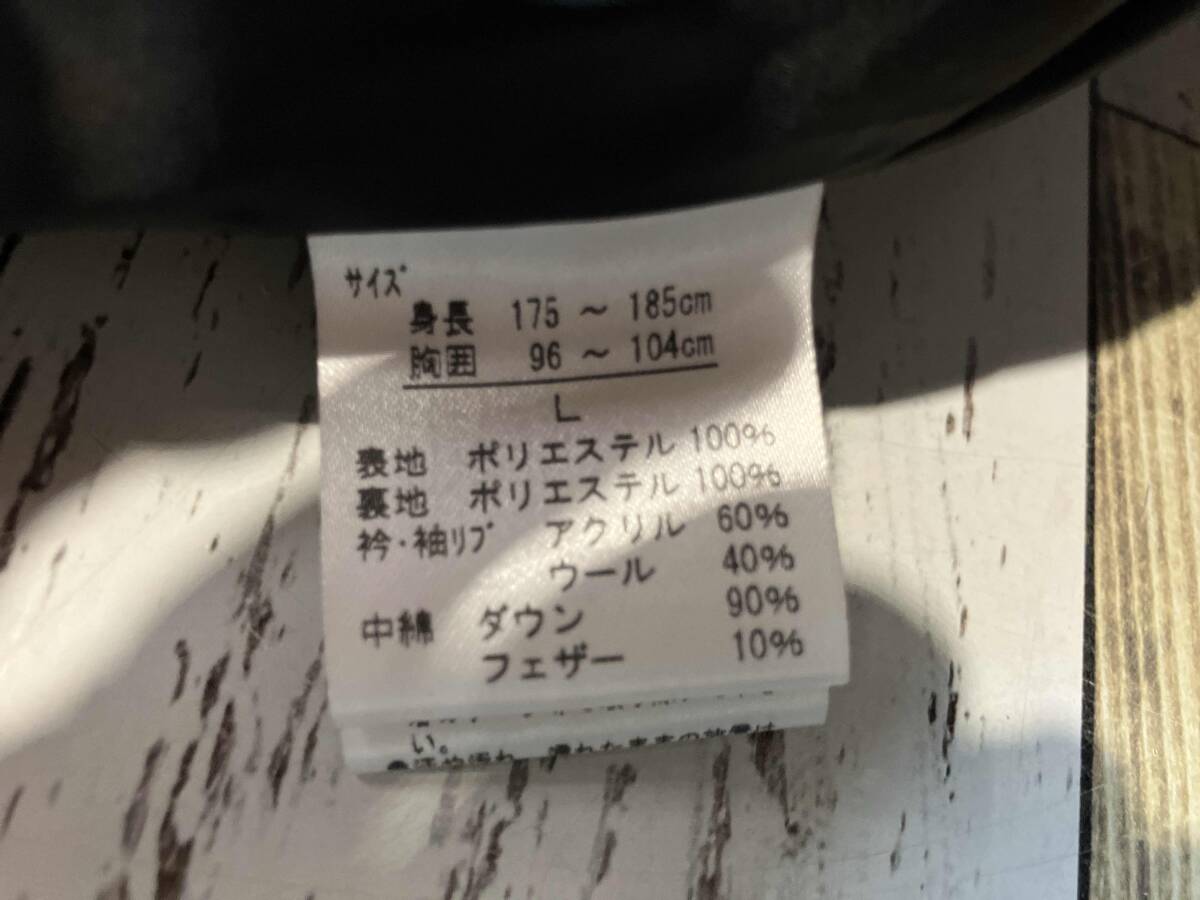 サイズ
身長 175 ~ 185cm
胸囲 96 ~ 104cm
L
表地 ポリエステル 100%
裏地 ポリエステル 100%
衿・袖リブ アクリル 60%
ウール 40%
中綿 ダウン 90%
フェザー 10%
い。